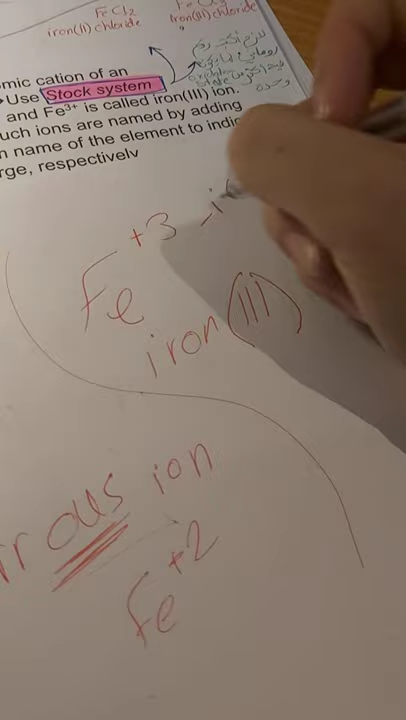 FeCl2
iron(II) chloride
iron(III) chloride
mic cation of an
Use Stock system
and Fe³⁺ is called iron(III) ion.
uch ions are named by adding
n name of the element to indic
rge, respectively
Fe+3
iron (III)
rous ion
Fe+2